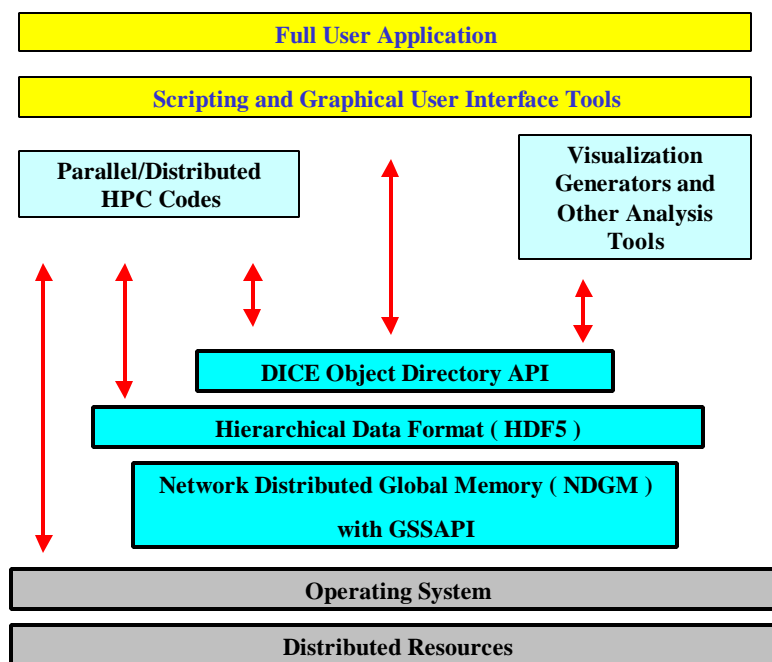 Full User Application
Scripting and Graphical User Interface Tools
Parallel/Distributed
HPC Codes
Visualization
Generators and
Other Analysis
Tools
DICE Object Directory API
Hierarchical Data Format ( HDF5 )
Network Distributed Global Memory ( NDGM )
with GSSAPI
Operating System
Distributed Resources